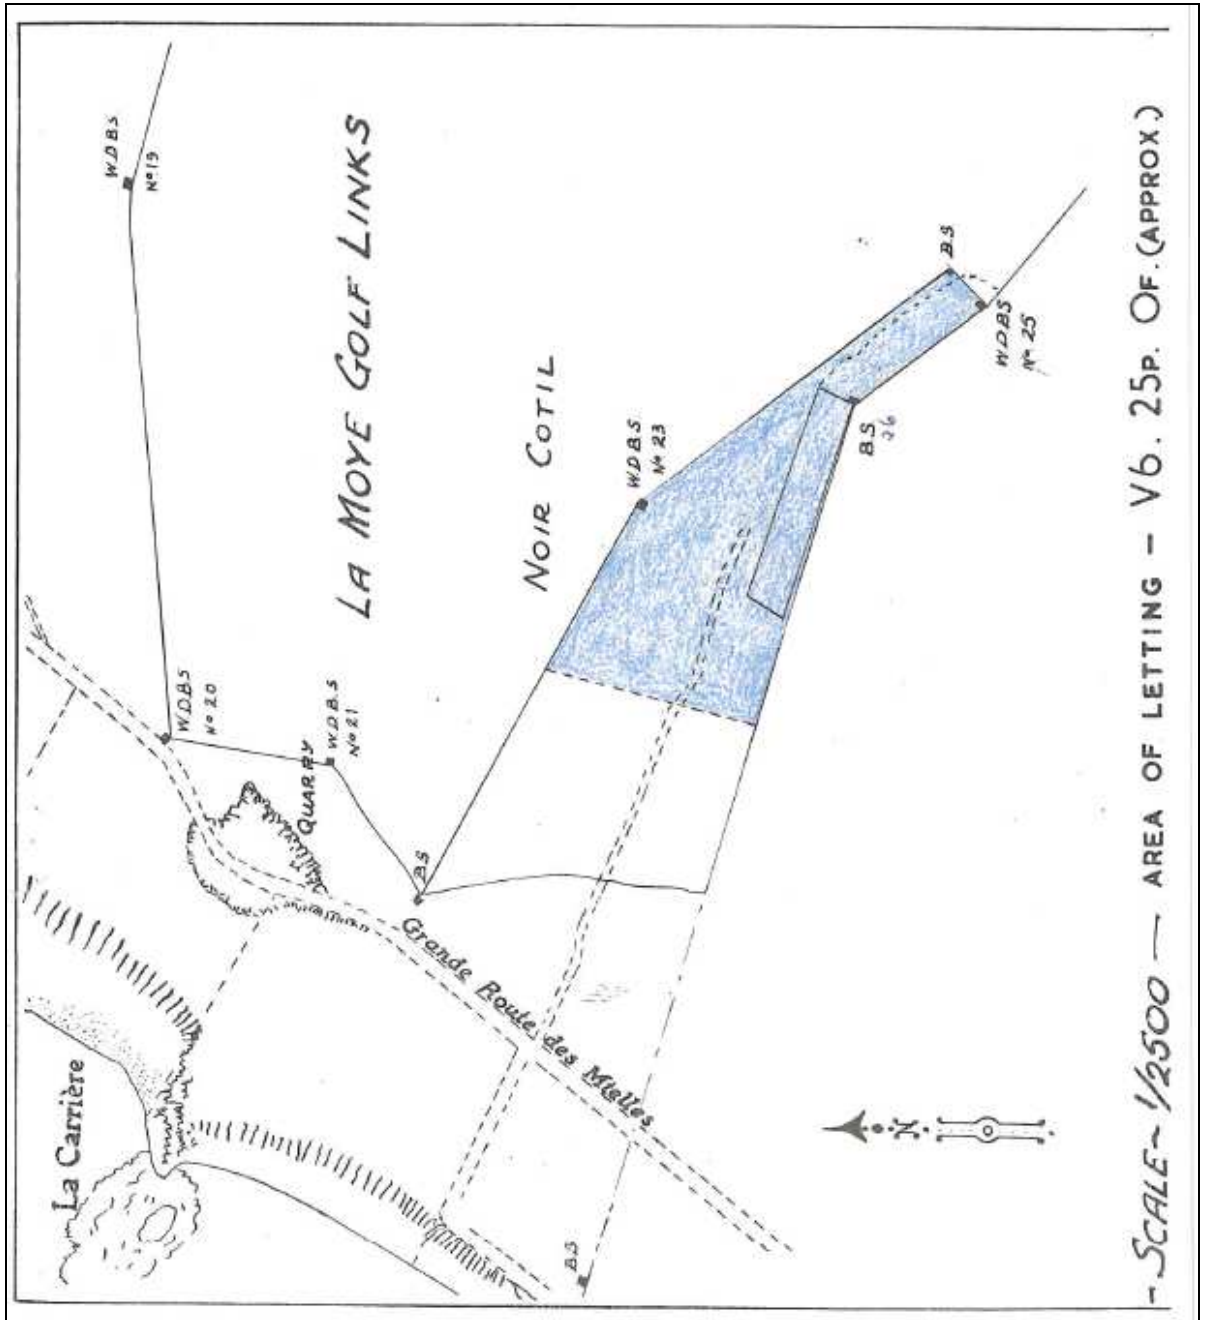 W.D.B.S
No 19
LA MOYE GOLF LINKS
NOIR COTIL
W.D.B.S.
No 23
B.S
W.D.B.S
No 25
B.S
26
W.D.B.S
No 20
W.D.B.S
No 21
QUARRY
B.S
Grande Route des Mielles
La Carrière
B.S
N
- SCALE ~ 1/2500 — AREA OF LETTING – V6. 25P. OF. (APPROX.)